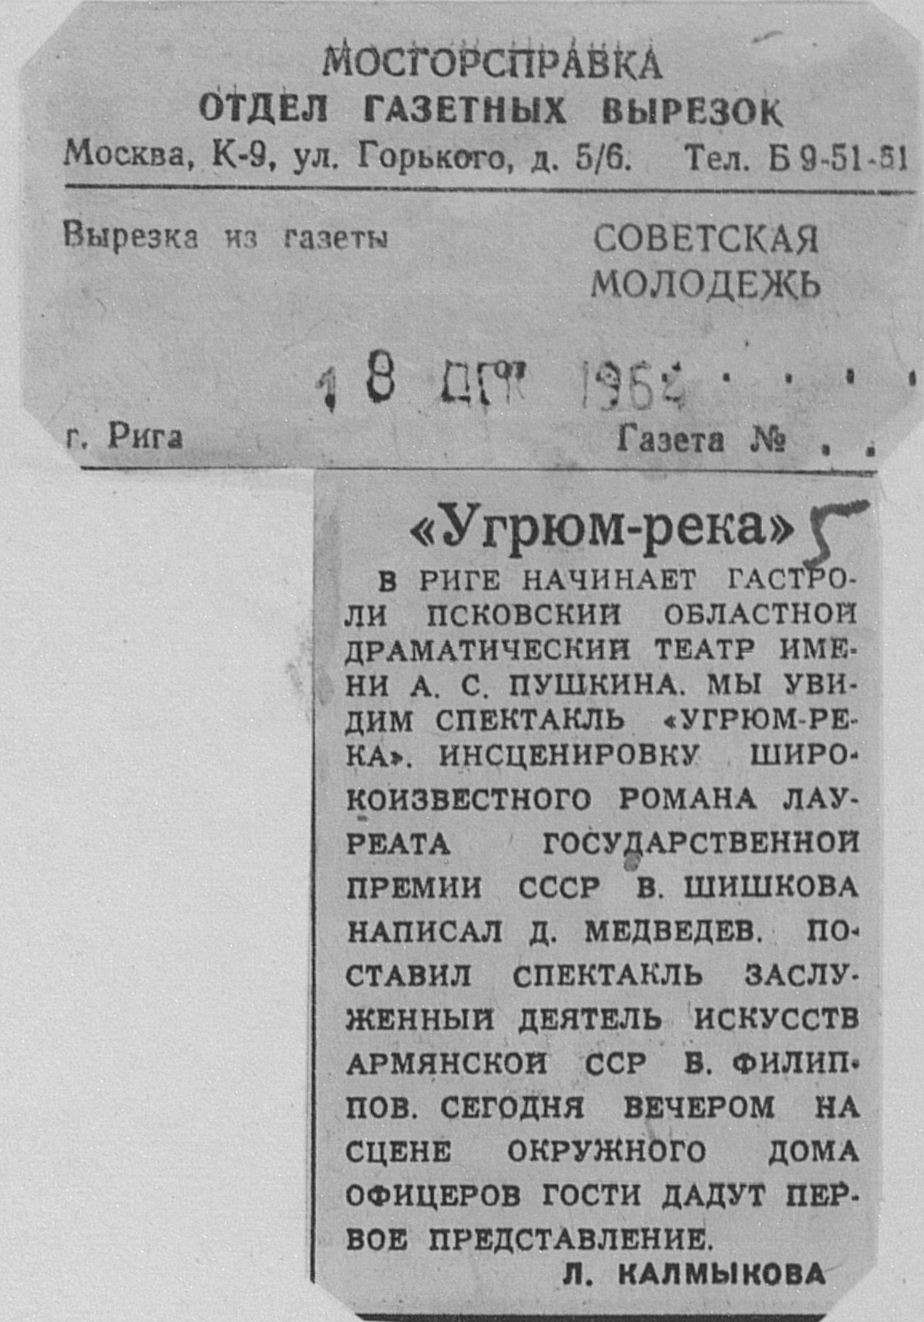 МОСГОРСПРАВКА
ОТДЕЛ ГАЗЕТНЫХ ВЫРЕЗОК
Москва, К-9, ул. Горького, д. 5/6. Тел. Б 9-51-51
Вырезка из газеты
СОВЕТСКАЯ
МОЛОДЕЖЬ
18
г. Рига
Газета № . .
«Угрюм-река» 5
В РИГЕ НАЧИНАЕТ ГАСТРО-
ЛИ ПСКОВСКИЙ ОБЛАСТНОЙ
ДРАМАТИЧЕСКИЙ ТЕАТР ИМЕ-
НИ А. С. ПУШКИНА. МЫ УВИ-
ДИМ СПЕКТАКЛЬ «УГРЮМ-РЕ-
КА». ИНСЦЕНИРОВКУ ШИРО-
КОИЗВЕСТНОГО РОМАНА ЛАУ-
РЕАТА ГОСУДАРСТВЕННОЙ
ПРЕМИИ СССР В. ШИШКОВА
НАПИСАЛ Д. МЕДВЕДЕВ. ПО-
СТАВИЛ СПЕКТАКЛЬ ЗАСЛУ-
ЖЕННЫЙ ДЕЯТЕЛЬ ИСКУССТВ
АРМЯНСКОЙ ССР В. ФИЛИП-
ПОВ. СЕГОДНЯ ВЕЧЕРОМ НА
СЦЕНЕ ОКРУЖНОГО ДОМА
ОФИЦЕРОВ ГОСТИ ДАДУТ ПЕР-
ВОЕ ПРЕДСТАВЛЕНИЕ.
Л. КАЛМЫКОВА